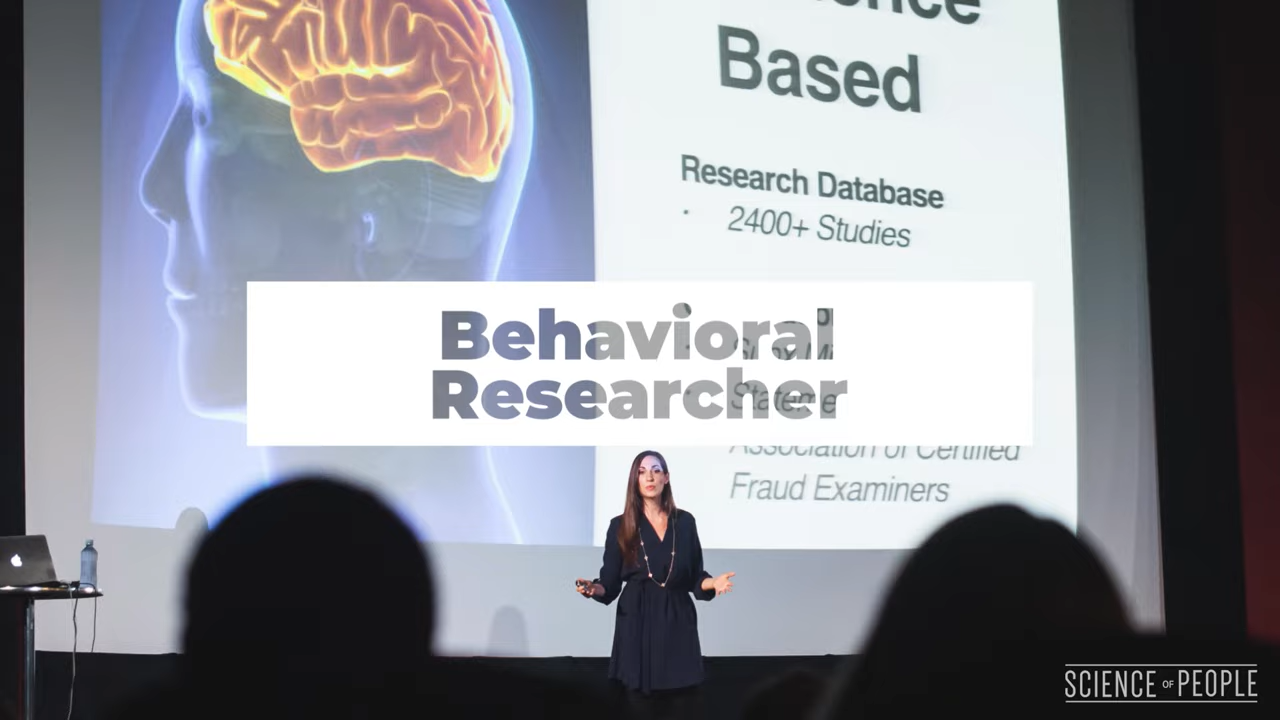 Based
Research Database
• 2400+ Studies
Behavioral
Researcher
Association of Certified
Fraud Examiners
SCIENCE OF PEOPLE